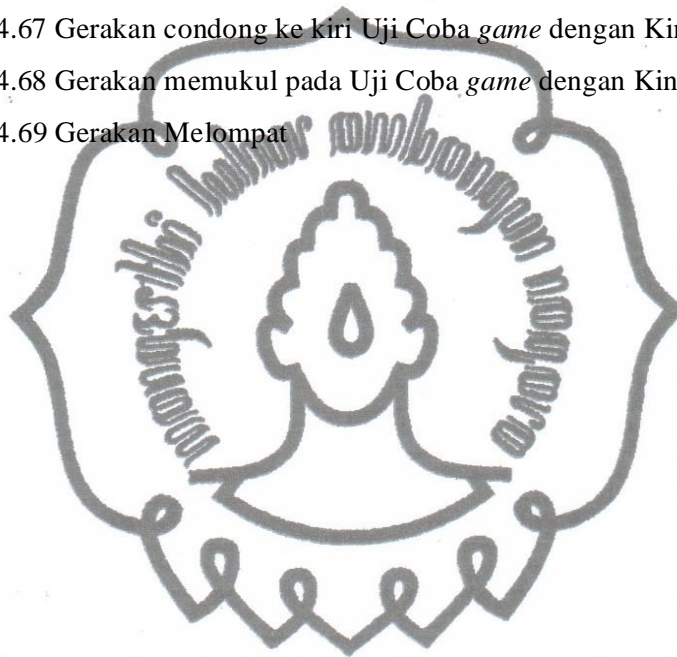 4.67 Gerakan condong ke kiri Uji Coba game dengan Kin
4.68 Gerakan memukul pada Uji Coba game dengan Kin
4.69 Gerakan Melompat